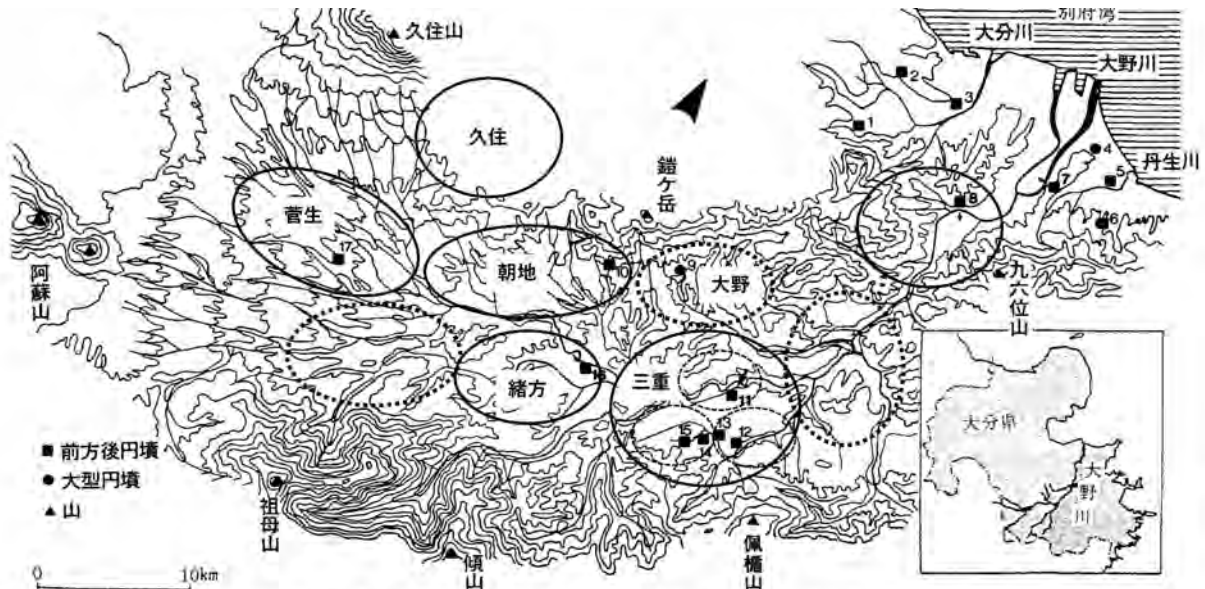 久住山
別府湾
大分川
大野川
2
3
1
4
丹生川
5
7
6
8
九六位山
久住
鎧ケ岳
菅生
17
朝地
10
9
大野
阿蘇山
緒方
16
三重
11
15
14
13
12
■ 前方後円墳
● 大型円墳
▲ 山
祖母山
傾山
佩楯山
0 10km
大分県
大野川